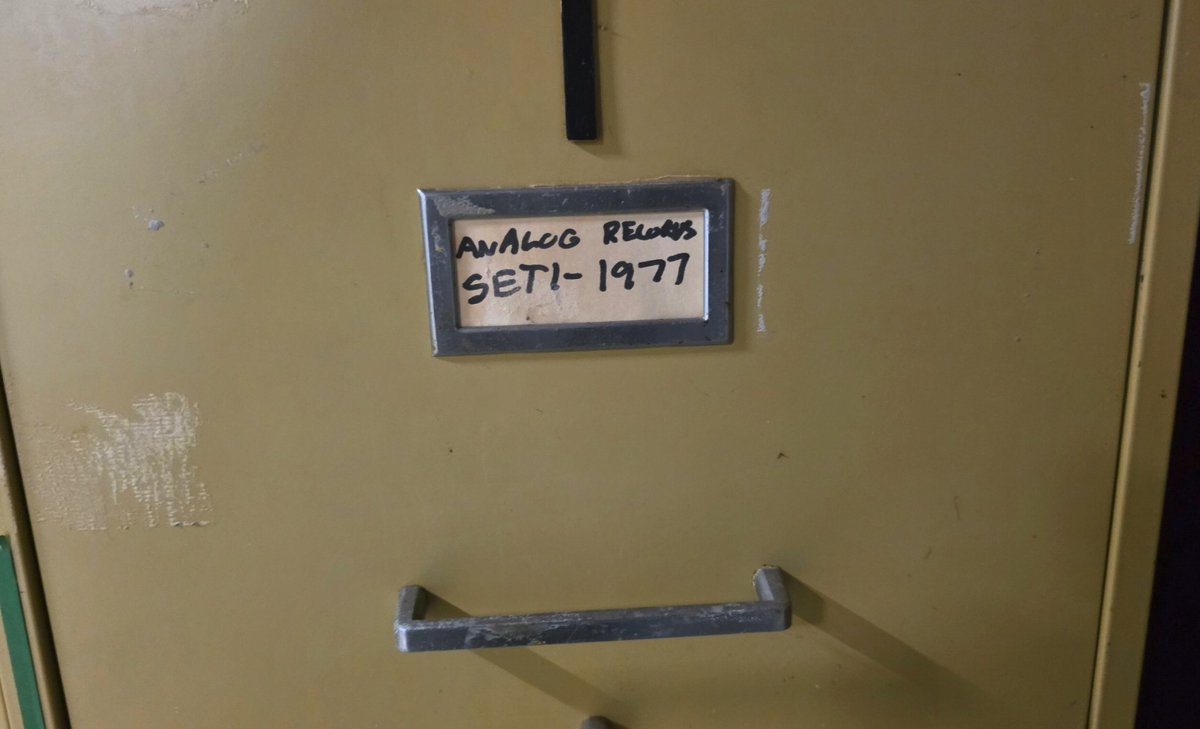 ANALOG RECORDS
SETI-1977